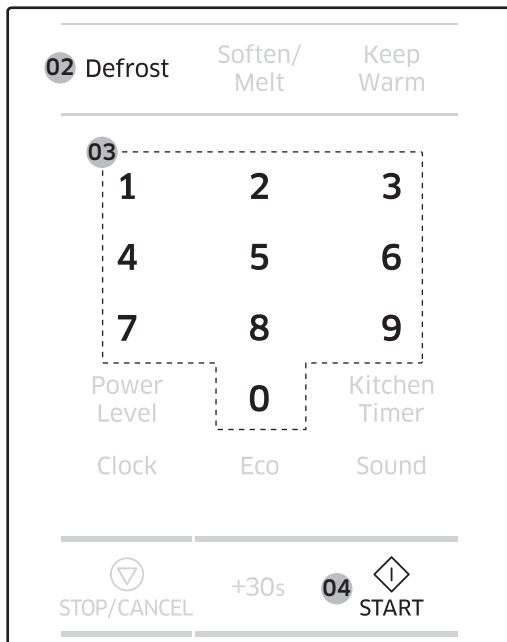 02 Defrost Soften/ Keep
Melt Warm
03
1 2 3
4 5 6
7 8 9
Power 0 Kitchen
Level Timer
Clock Eco Sound
STOP/CANCEL +30s 04 START